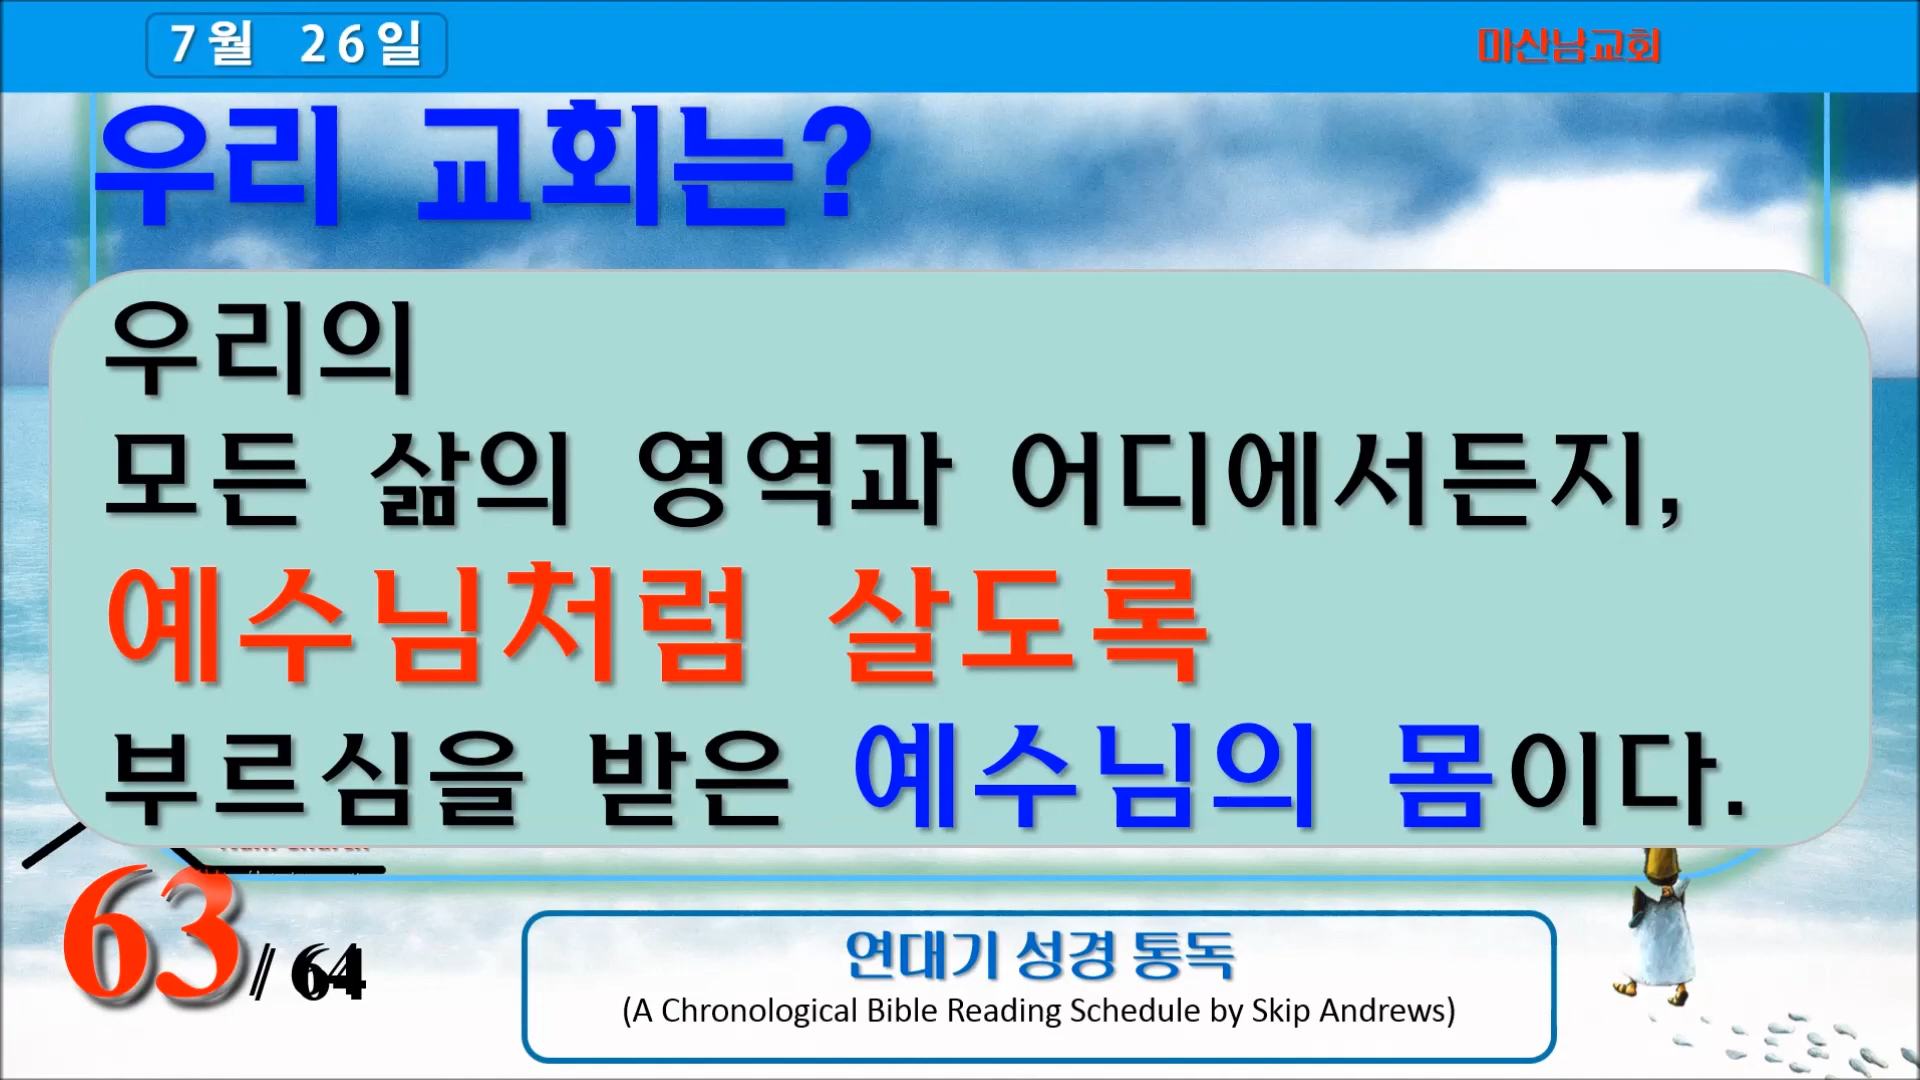 7월 26일
마산남교회
우리 교회는?
우리의
모든 삶의 영역과 어디에서든지,
예수님처럼 살도록
부르심을 받은 예수님의 몸이다.
63 / 64
연대기 성경 통독
(A Chronological Bible Reading Schedule by Skip Andrews)